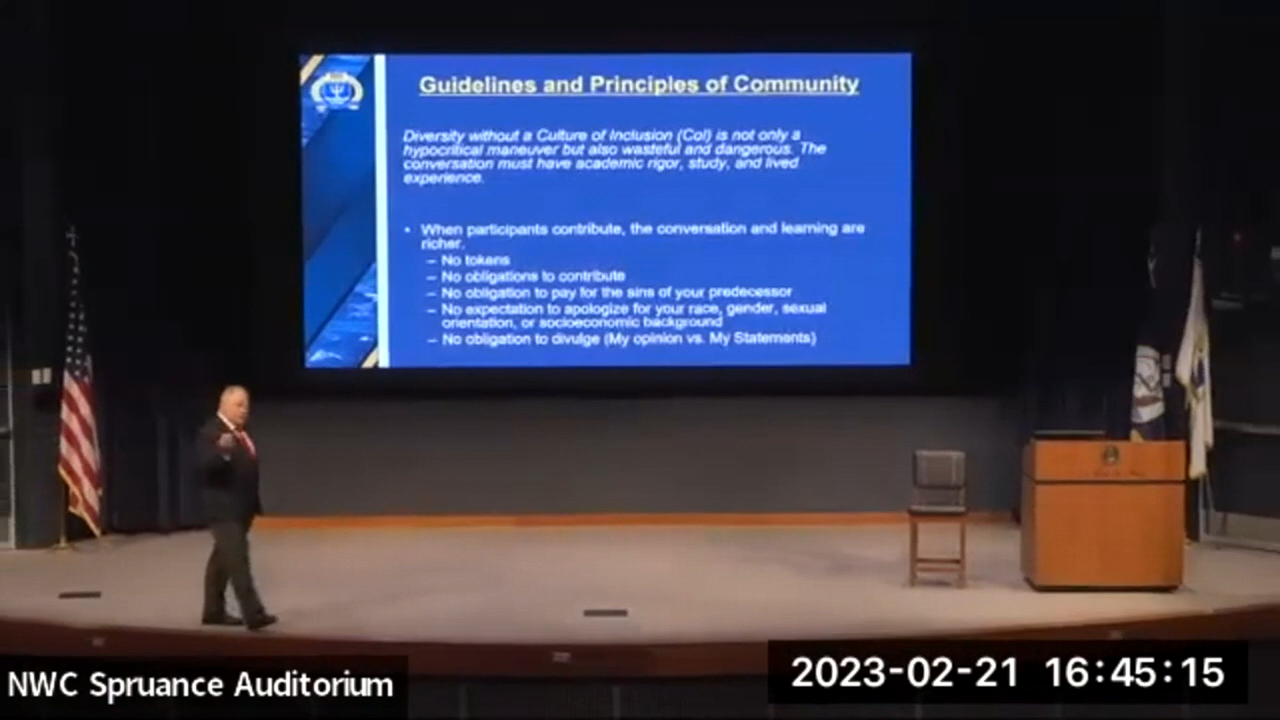 Guidelines and Principles of Community
Diversity without a Culture of Inclusion (CoI) is not only a
hypocritical maneuver but also wasteful and dangerous. The
conversation must have academic rigor, study, and lived
experience.
• When participants contribute, the conversation and learning are
richer.
– No tokens
– No obligations to contribute
– No obligation to pay for the sins of your predecessor
– No expectation to apologize for your race, gender, sexual
orientation, or socioeconomic background
– No obligation to divulge (My opinion vs. My Statements)
NWC Spruance Auditorium
2023-02-21 16:45:15